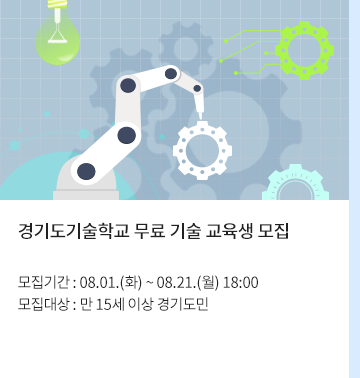 경기도기술학교 무료 기술 교육생 모집
모집기간 : 08.01.(화) ~ 08.21.(월) 18:00
모집대상 : 만 15세 이상 경기도민